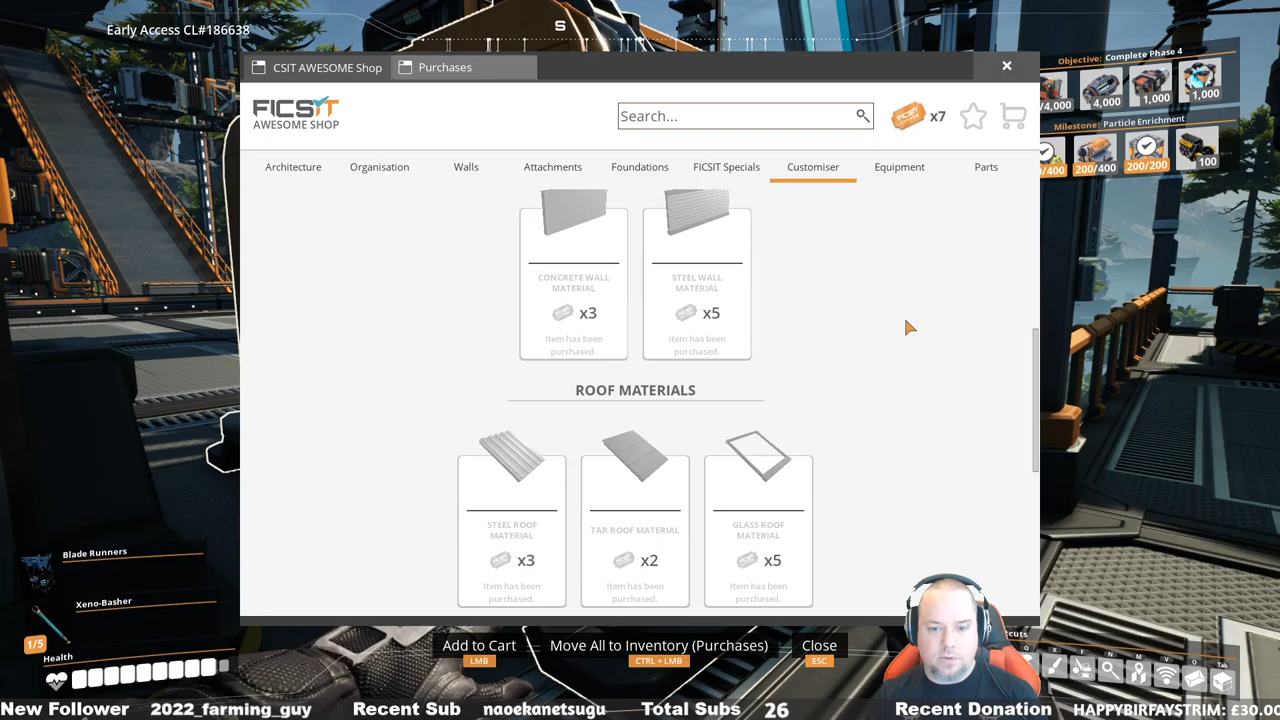 Early Access CL#186638
S
CSIT AWESOME Shop
Purchases
FICSIT
AWESOME SHOP
Search...
x7
Architecture
Organisation
Walls
Attachments
Foundations
FICSIT Specials
Customiser
Equipment
Parts
CONCRETE WALL
MATERIAL
x3
Item has been
purchased.
STEEL WALL
MATERIAL
x5
Item has been
purchased.
ROOF MATERIALS
STEEL ROOF
MATERIAL
x3
Item has been
purchased.
TAR ROOF MATERIAL
x2
Item has been
purchased.
GLASS ROOF
MATERIAL
x5
Item has been
purchased.
Add to Cart
LMB
Move All to Inventory (Purchases)
CTRL + LMB
Close
ESC
Objective: Complete Phase 4
/4,000
4,000
1,000
1,000
Milestone: Particle Enrichment
/400
200/400
200/200
100
Blade Runners
Xeno-Basher
1/5
Health
cuts
X
F
N
M
V
O
Tab
New Follower
2022_farming_guy
Recent Sub
naokanetsugu
Total Subs
26
Recent Donation
HAPPYBIRFAYSTRIM: £30.00